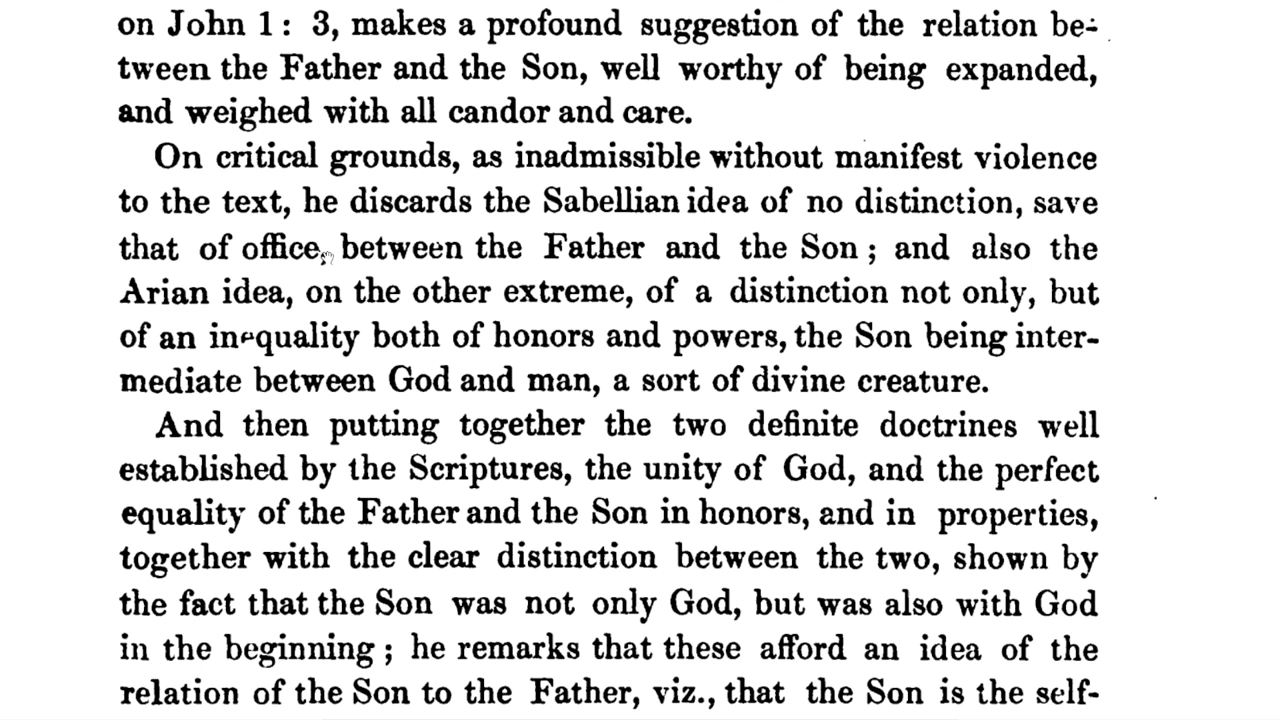 on John 1: 3, makes a profound suggestion of the relation be-
tween the Father and the Son, well worthy of being expanded,
and weighed with all candor and care.
On critical grounds, as inadmissible without manifest violence
to the text, he discards the Sabellian idea of no distinction, save
that of office, between the Father and the Son; and also the
Arian idea, on the other extreme, of a distinction not only, but
of an inequality both of honors and powers, the Son being inter-
mediate between God and man, a sort of divine creature.
And then putting together the two definite doctrines well
established by the Scriptures, the unity of God, and the perfect
equality of the Father and the Son in honors, and in properties,
together with the clear distinction between the two, shown by
the fact that the Son was not only God, but was also with God
in the beginning; he remarks that these afford an idea of the
relation of the Son to the Father, viz., that the Son is the self-